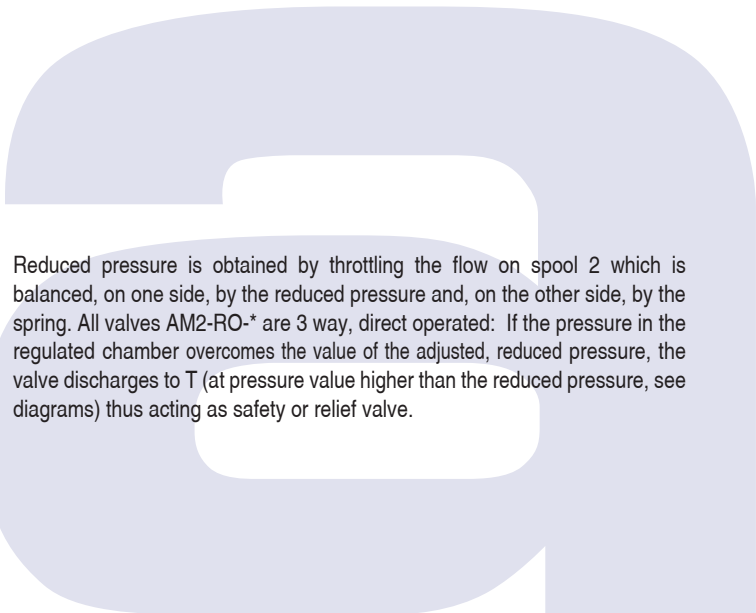 Reduced pressure is obtained by throttling the flow on spool 2 which is
balanced, on one side, by the reduced pressure and, on the other side, by the
spring. All valves AM2-RO-* are 3 way, direct operated: If the pressure in the
regulated chamber overcomes the value of the adjusted, reduced pressure, the
valve discharges to T (at pressure value higher than the reduced pressure, see
diagrams) thus acting as safety or relief valve.